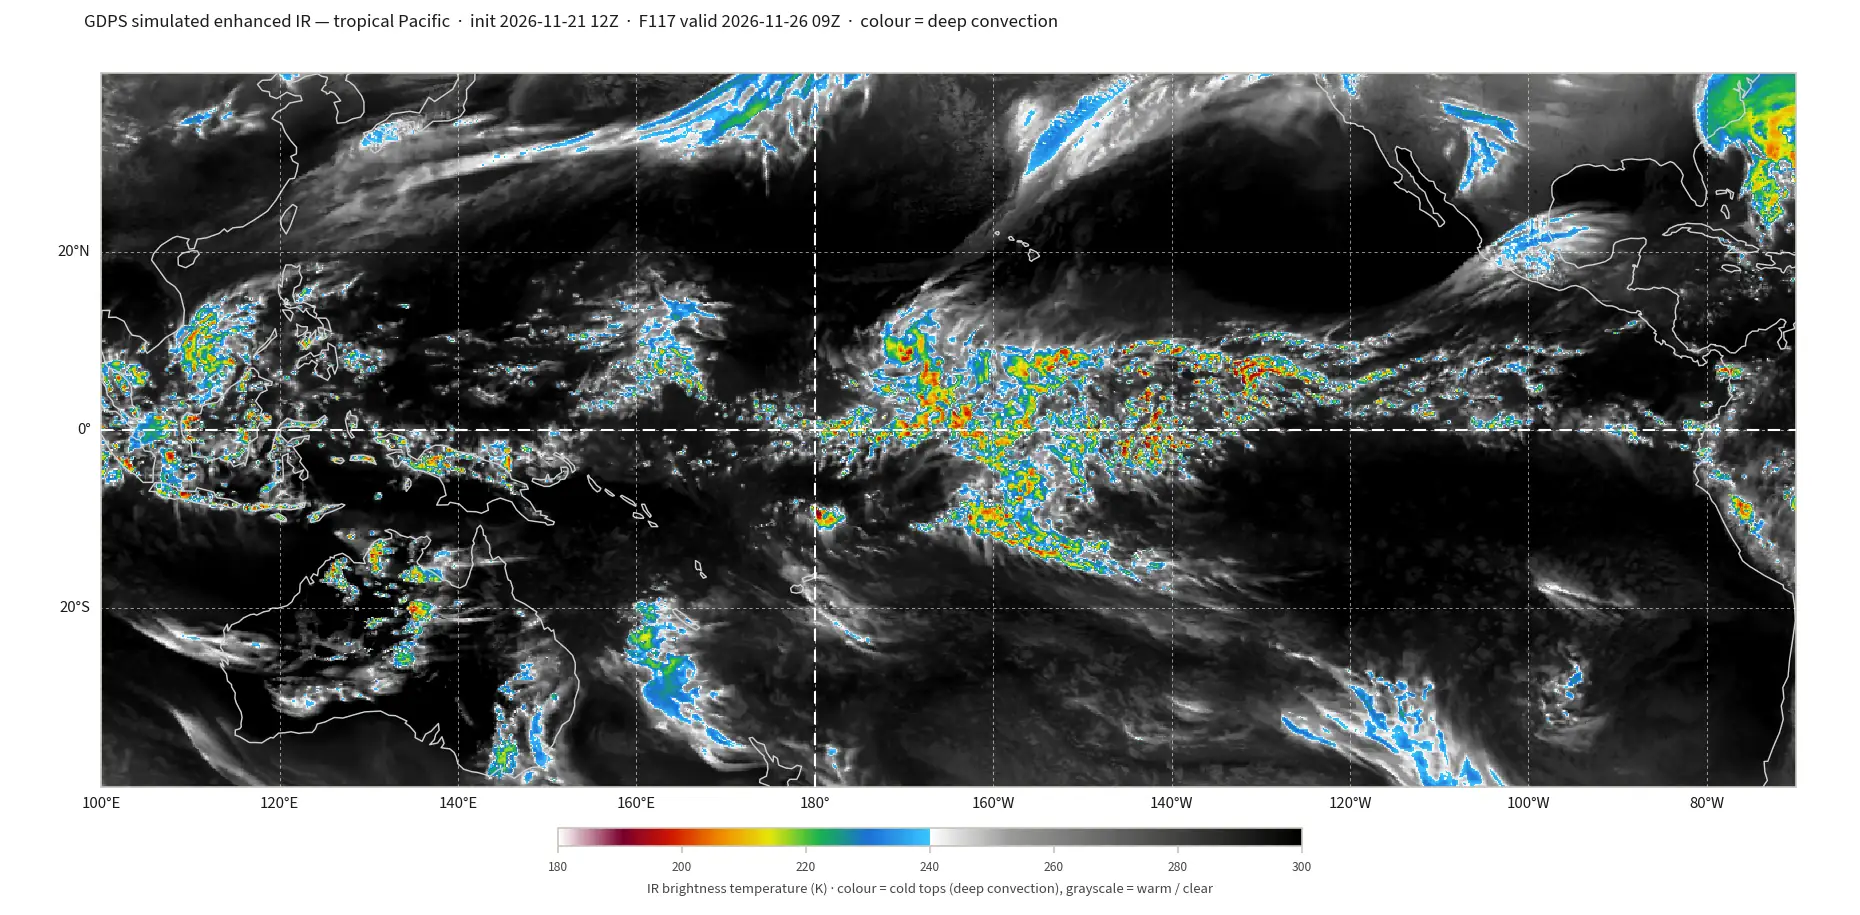 GDPS simulated enhanced IR — tropical Pacific · init 2026-11-21 12Z · F117 valid 2026-11-26 09Z · colour = deep convection
20°N
0°
20°S
100°E 120°E 140°E 160°E 180° 160°W 140°W 120°W 100°W 80°W
180 200 220 240 260 280 300
IR brightness temperature (K) · colour = cold tops (deep convection), grayscale = warm / clear